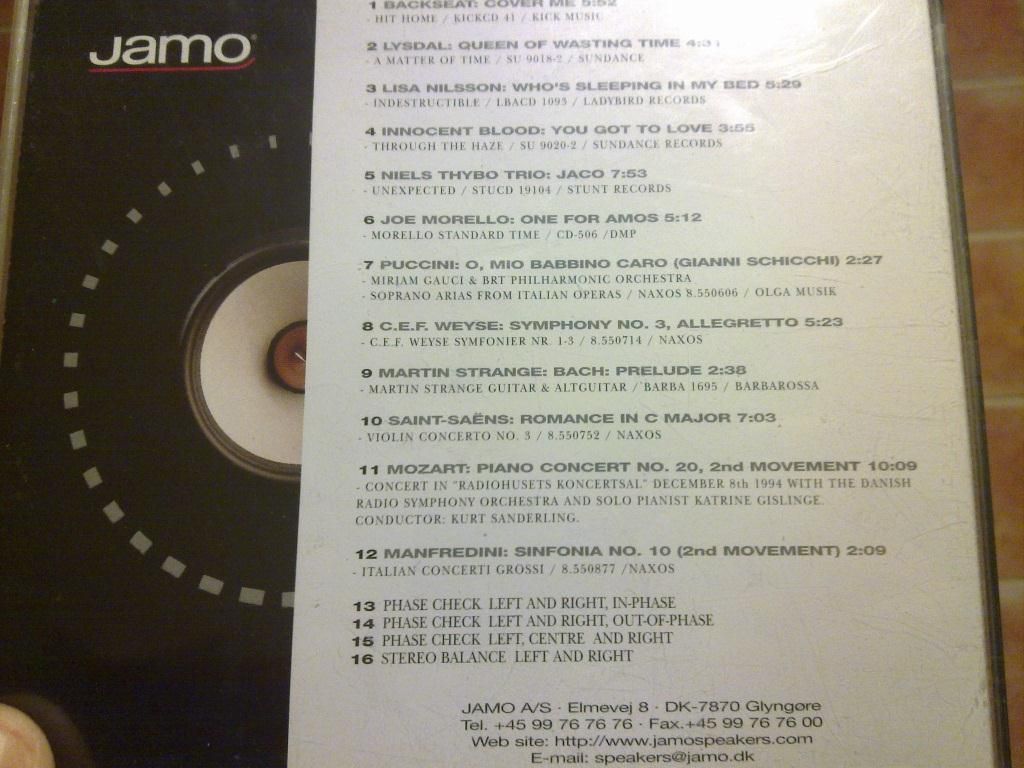 Jamo
1 BACKSEAT: COVER ME 5:52
- HIT HOME / KICKCD 41 / KICK MUSIC
2 LYSDAL: QUEEN OF WASTING TIME 4:31
- A MATTER OF TIME / SU 9018-2 / SUNDANCE
3 LISA NILSSON: WHO'S SLEEPING IN MY BED 5:29
- INDESTRUCTIBLE / LBACD 1093 / LADYBIRD RECORDS
4 INNOCENT BLOOD: YOU GOT TO LOVE 3:55
- THROUGH THE HAZE / SU 9020-2 / SUNDANCE RECORDS
5 NIELS THYBO TRIO: JACO 7:53
- UNEXPECTED / STUCD 19104 / STUNT RECORDS
6 JOE MORELLO: ONE FOR AMOS 5:12
- MORELLO STANDARD TIME / CD-506 /DMP
7 PUCCINI: O, MIO BABBINO CARO (GIANNI SCHICCHI) 2:27
- MIRIAM GAUCI & BRT PHILHARMONIC ORCHESTRA
- SOPRANO ARIAS FROM ITALIAN OPERAS / NAXOS 8.550606 / OLGA MUSIK
8 C.E.F. WEYSE: SYMPHONY NO. 3, ALLEGRETTO 5:23
- C.E.F. WEYSE SYMFONIER NR. 1-3 / 8.550714 / NAXOS
9 MARTIN STRANGE: BACH: PRELUDE 2:38
- MARTIN STRANGE GUITAR & ALTGUITAR / BARBA 1695 / BARBAROSSA
10 SAINT-SAËNS: ROMANCE IN C MAJOR 7:03
- VIOLIN CONCERTO NO. 3 / 8.550752 / NAXOS
11 MOZART: PIANO CONCERT NO. 20, 2nd MOVEMENT 10:09
- CONCERT IN "RADIOHUSETS KONCERTSAL" DECEMBER 8th 1994 WITH THE DANISH
RADIO SYMPHONY ORCHESTRA AND SOLO PIANIST KATRINE GISLINGE.
CONDUCTOR: KURT SANDERLING.
12 MANFREDINI: SINFONIA NO. 10 (2nd MOVEMENT) 2:09
- ITALIAN CONCERTI GROSSI / 8.550877 /NAXOS
13 PHASE CHECK LEFT AND RIGHT, IN-PHASE
14 PHASE CHECK LEFT AND RIGHT, OUT-OF-PHASE
15 PHASE CHECK LEFT, CENTRE AND RIGHT
16 STEREO BALANCE LEFT AND RIGHT
JAMO A/S · Elmevej 8 · DK-7870 Glyngøre
Tel. +45 99 76 76 76 · Fax.+45 99 76 76 00
Web site: http://www.jamospeakers.com
E-mail: speakers@jamo.dk